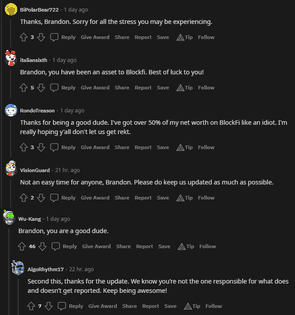 BiPolarBear722 · 1 day ago
Thanks, Brandon. Sorry for all the stress you may be experiencing.
3 Reply Give Award Share Report Save Tip Follow
italiansixth · 1 day ago
Brandon, you have been an asset to Blockfi. Best of luck to you!
5 Reply Give Award Share Report Save Tip Follow
RondoTreason · 1 day ago
Thanks for being a good dude. I've got over 50% of my net worth on BlockFi like an idiot. I'm
really hoping y'all don't let us get rekt.
3 Reply Give Award Share Report Save Tip Follow
VisionGuard · 21 hr. ago
Not an easy time for anyone, Brandon. Please do keep us updated as much as possible.
2 Reply Give Award Share Report Save Tip Follow
Wu-Kang · 1 day ago
Brandon, you are a good dude.
46 Reply Give Award Share Report Save Tip Follow
AlgoRhythm17 · 22 hr. ago
Second this, thanks for the update. We know you're not the one responsible for what does
and doesn't get reported. Keep being awesome!
7 Reply Give Award Share Report Save Tip Follow